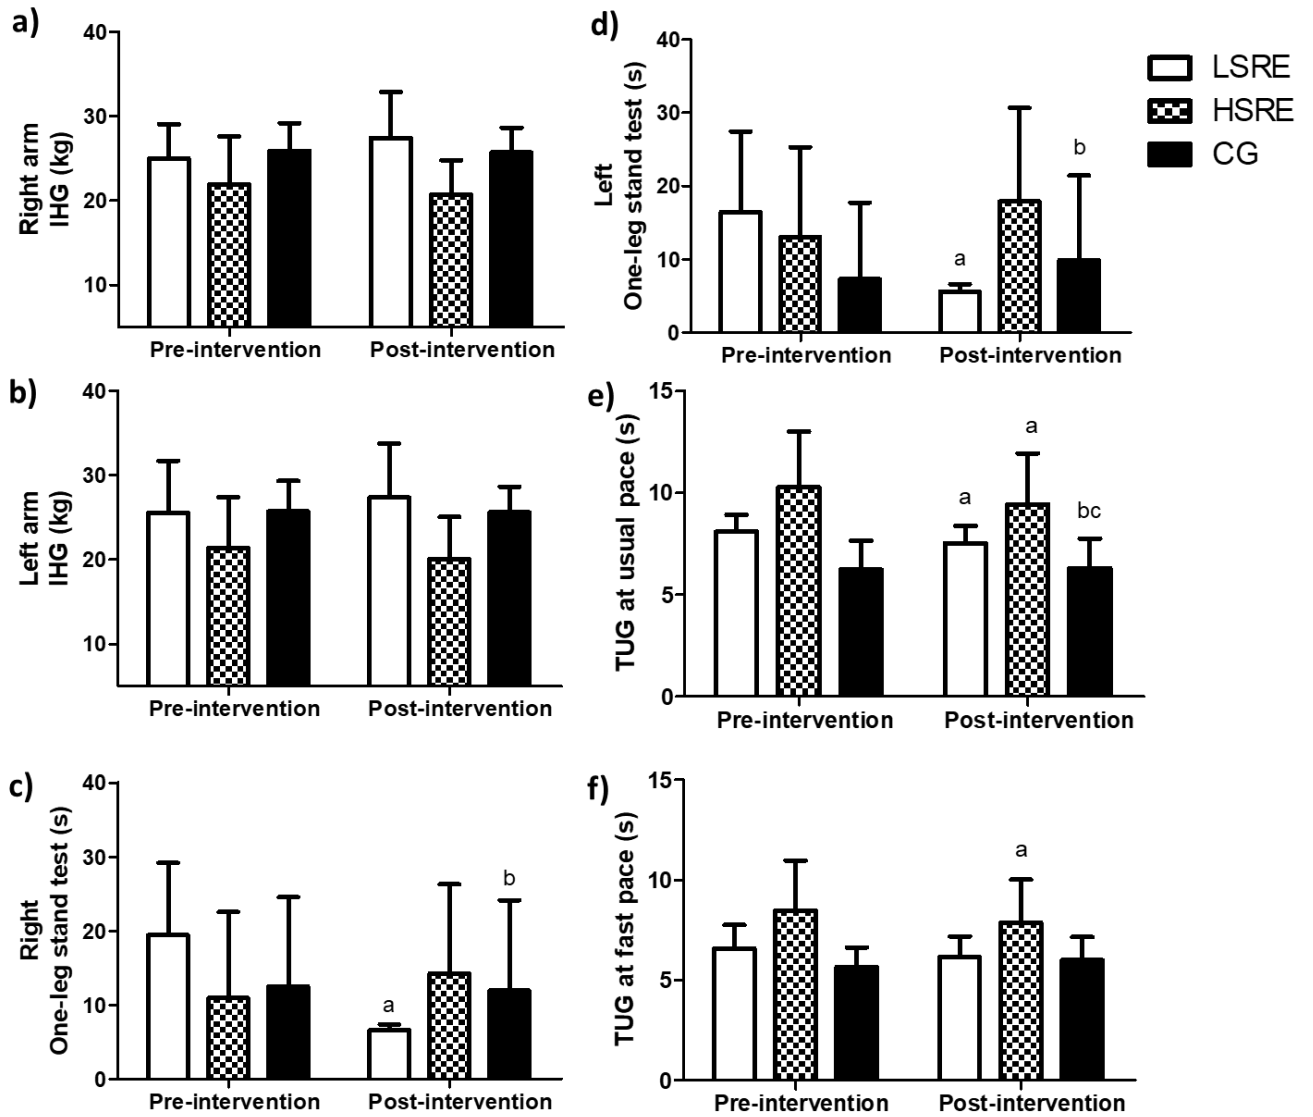 a)
Right arm
IHG (kg)
40
30
20
10
Pre-intervention
Post-intervention
b)
Left arm
IHG (kg)
40
30
20
10
Pre-intervention
Post-intervention
c)
Right
One-leg stand test (s)
40
30
20
10
0
a
b
Pre-intervention
Post-intervention
d)
Left
One-leg stand test (s)
40
30
20
10
0
a
b
Pre-intervention
Post-intervention
LSRE
HSRE
CG
e)
TUG at usual pace (s)
15
10
5
0
a
a
bc
Pre-intervention
Post-intervention
f)
TUG at fast pace (s)
15
10
5
0
a
Pre-intervention
Post-intervention